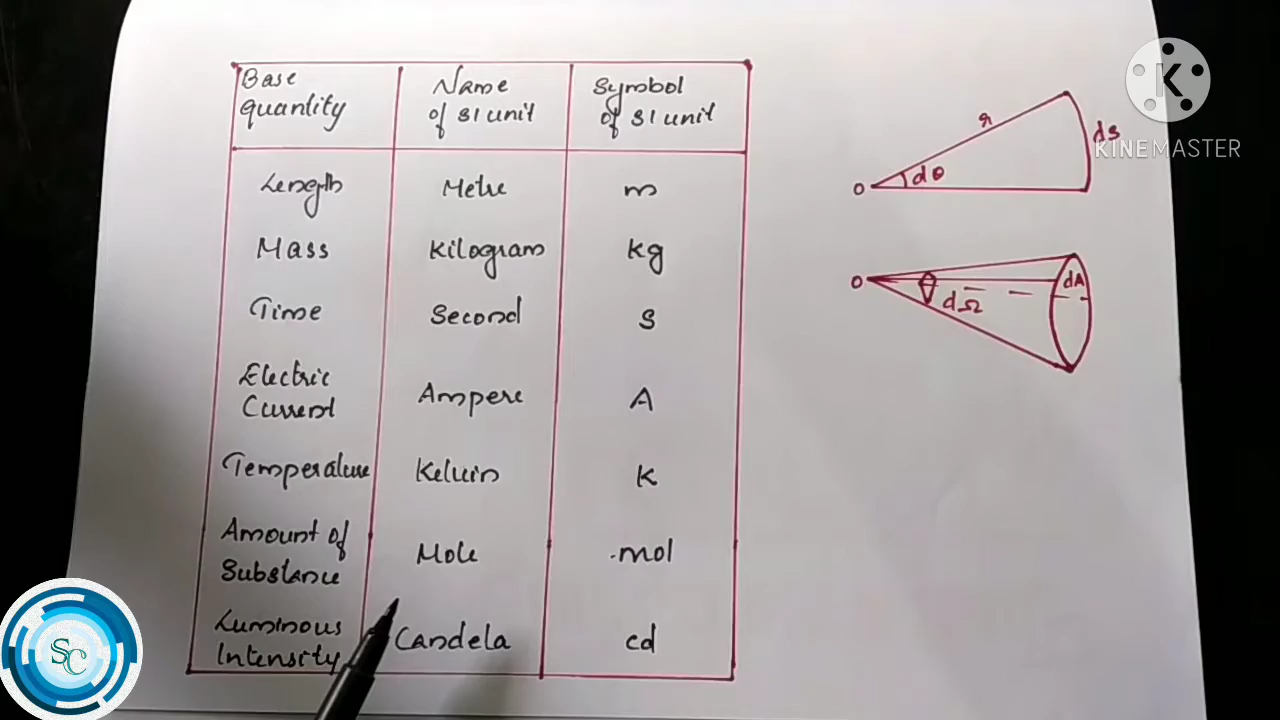 Base quantity
Name of SI unit
Symbol of SI unit
Length Metre m
Mass Kilogram kg
Time Second s
Electric Current Ampere A
Temperature Kelvin K
Amount of Substance Mole mol
Luminous Intensity Candela cd
r
ds
O dθ
O dΩ dA
K
KINEMASTER
SC